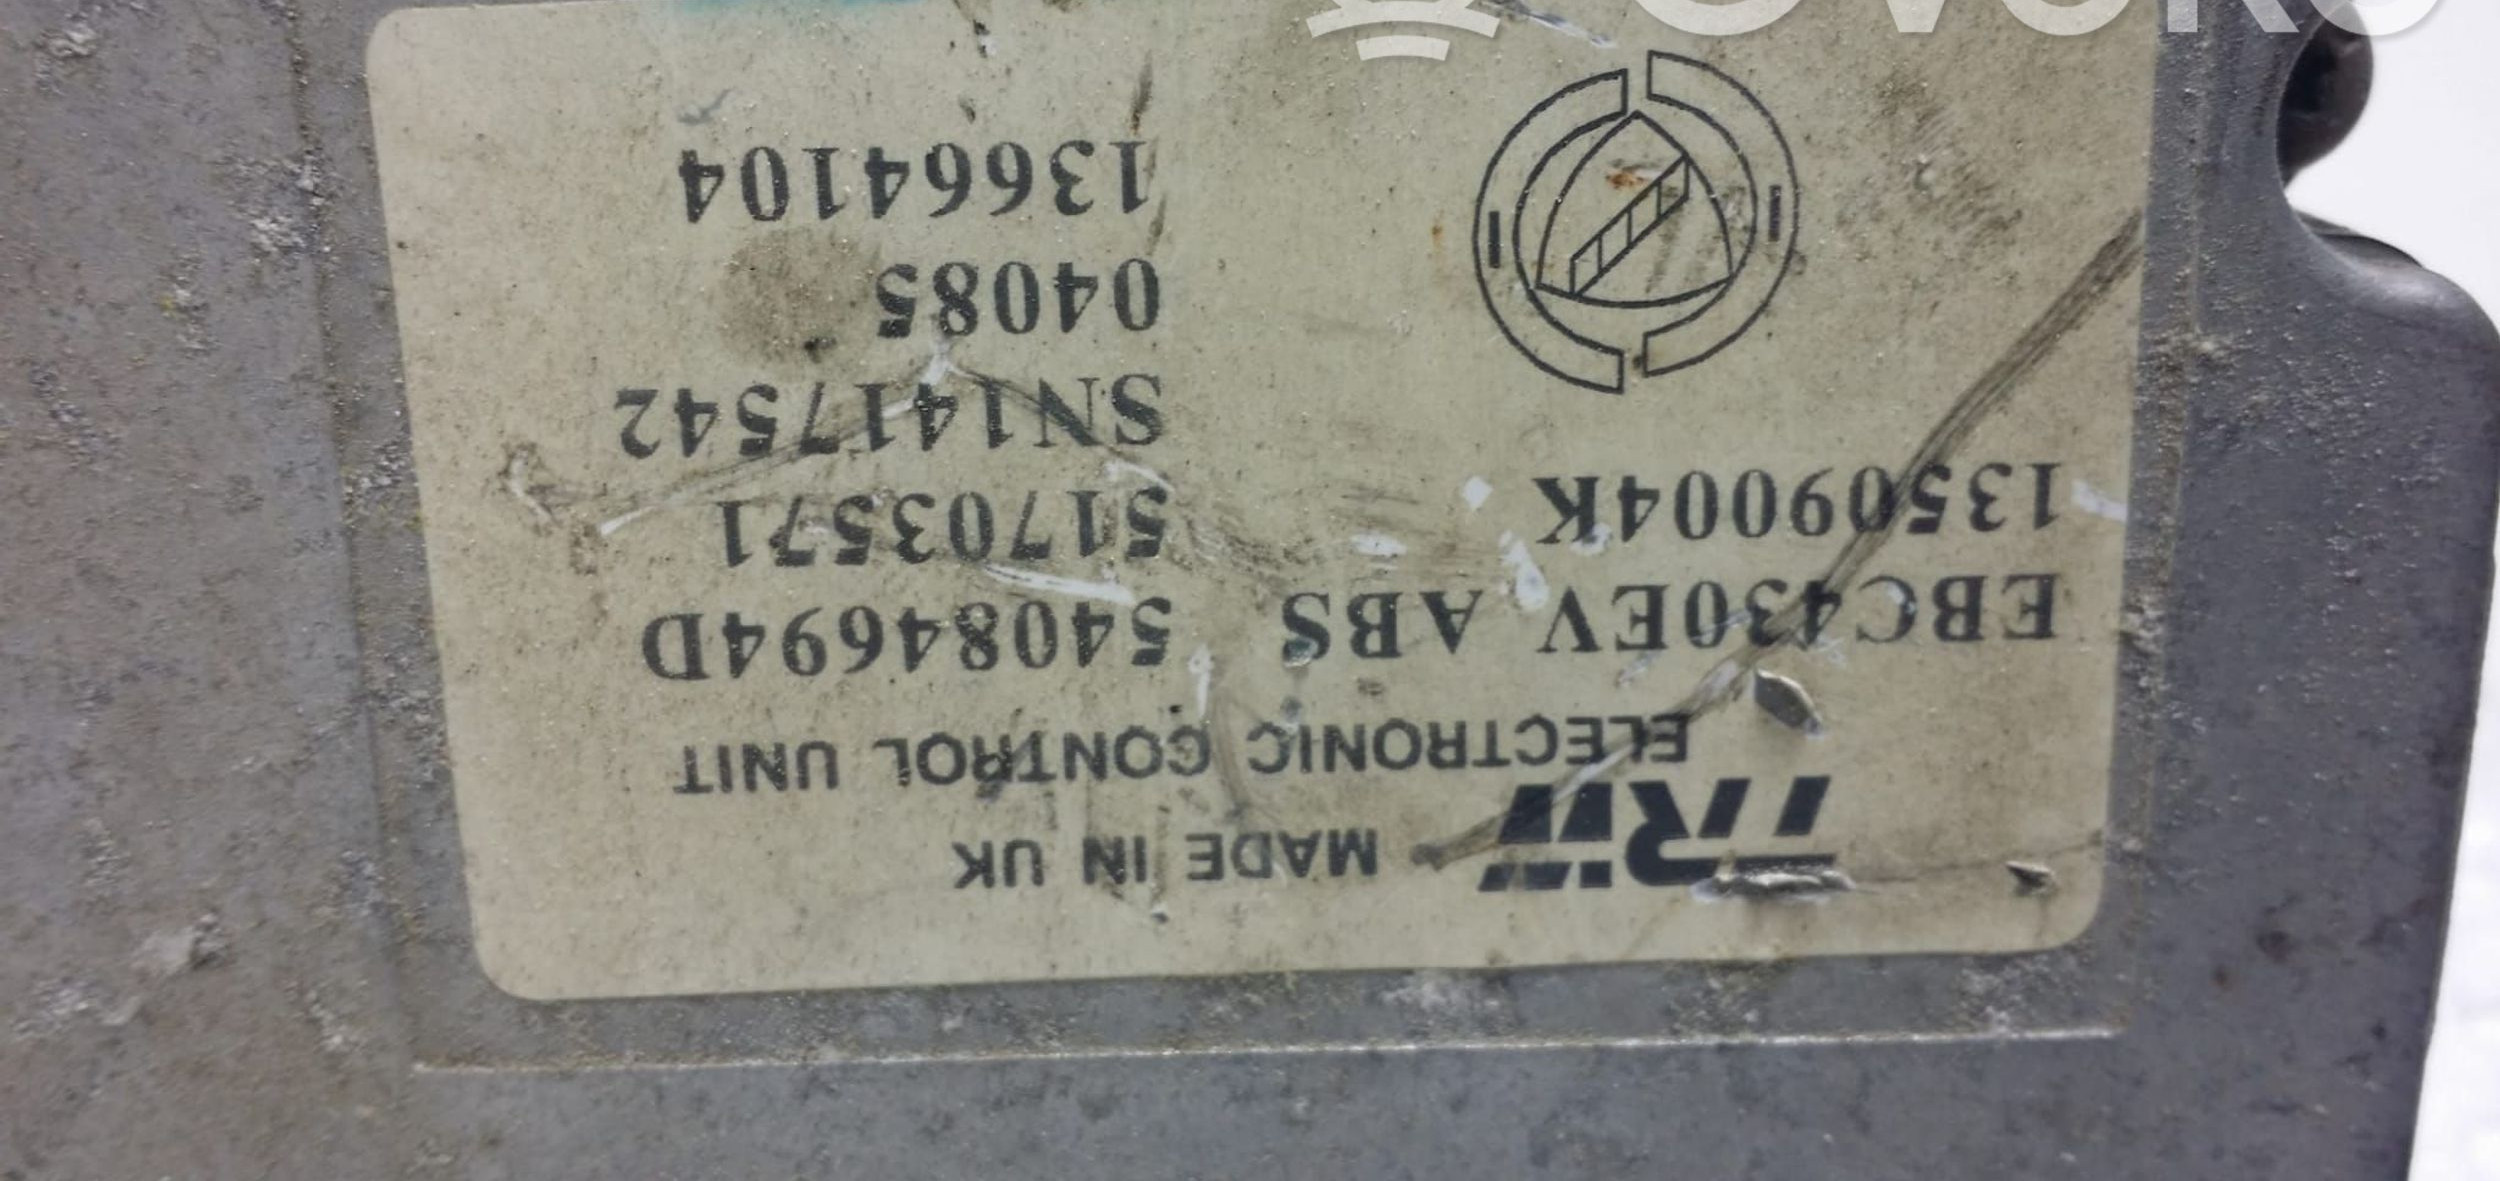 TRW MADE IN UK
ELECTRONIC CONTROL UNIT
EBC430EV ABS 54084694D
13509004K 51703571
SN1417542
04085
13664104